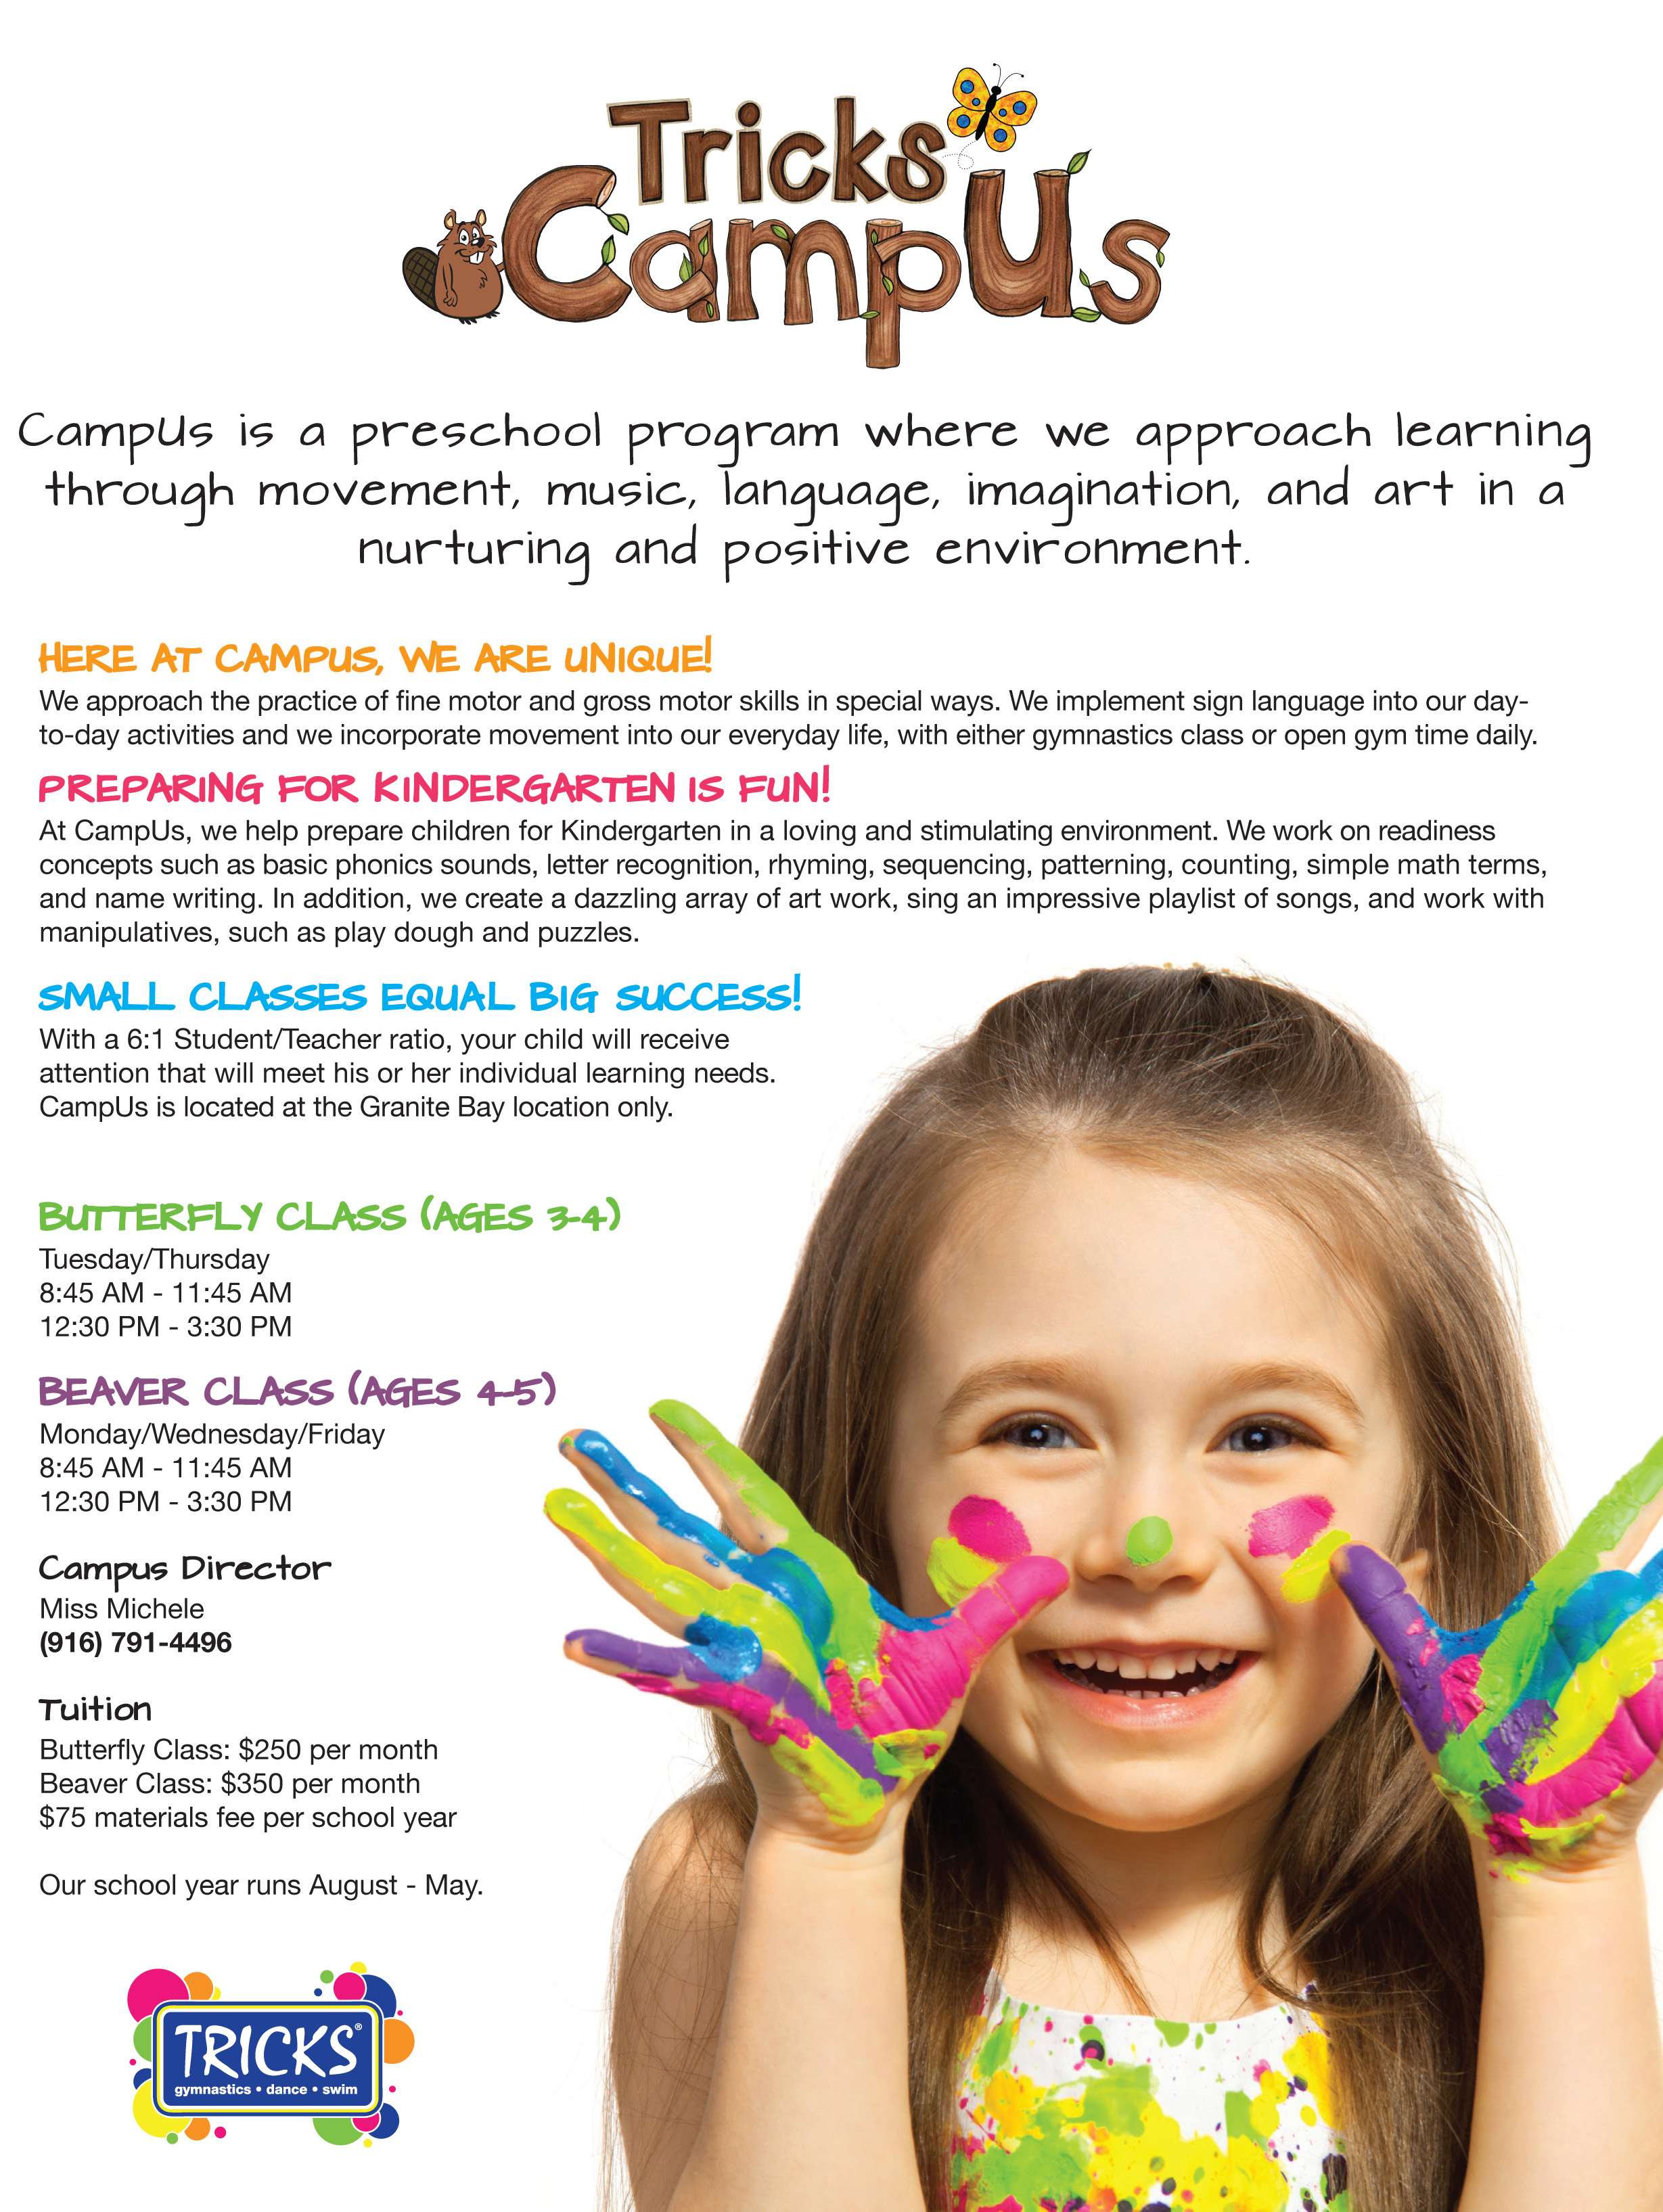 Tricks
CampUs
CampUs is a preschool program where we approach learning
through movement, music, language, imagination, and art in a
nurturing and positive environment.
HERE AT CAMPUS, WE ARE UNIQUE!
We approach the practice of fine motor and gross motor skills in special ways. We implement sign language into our day-
to-day activities and we incorporate movement into our everyday life, with either gymnastics class or open gym time daily.
PREPARING FOR KINDERGARTEN IS FUN!
At CampUs, we help prepare children for Kindergarten in a loving and stimulating environment. We work on readiness
concepts such as basic phonics sounds, letter recognition, rhyming, sequencing, patterning, counting, simple math terms,
and name writing. In addition, we create a dazzling array of art work, sing an impressive playlist of songs, and work with
manipulatives, such as play dough and puzzles.
SMALL CLASSES EQUAL BIG SUCCESS!
With a 6:1 Student/Teacher ratio, your child will receive
attention that will meet his or her individual learning needs.
CampUs is located at the Granite Bay location only.
BUTTERFLY CLASS (AGES 3-4)
Tuesday/Thursday
8:45 AM - 11:45 AM
12:30 PM - 3:30 PM
BEAVER CLASS (AGES 4-5)
Monday/Wednesday/Friday
8:45 AM - 11:45 AM
12:30 PM - 3:30 PM
Campus Director
Miss Michele
(916) 791-4496
Tuition
Butterfly Class: $250 per month
Beaver Class: $350 per month
$75 materials fee per school year
Our school year runs August - May.
TRICKS®
gymnastics • dance • swim